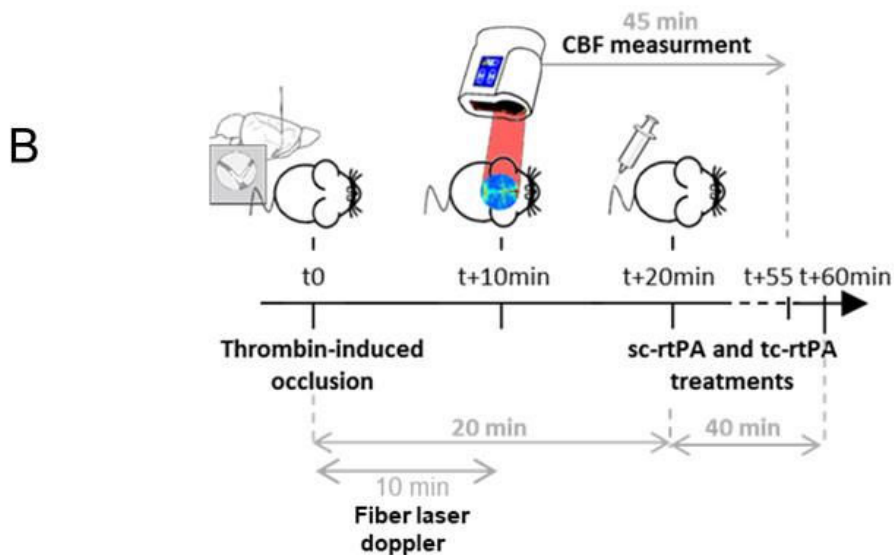 B
45 min
CBF measurment
t0
t+10min
t+20min
t+55
t+60min
Thrombin-induced
occlusion
sc-rtPA and tc-rtPA
treatments
20 min
40 min
10 min
Fiber laser
doppler